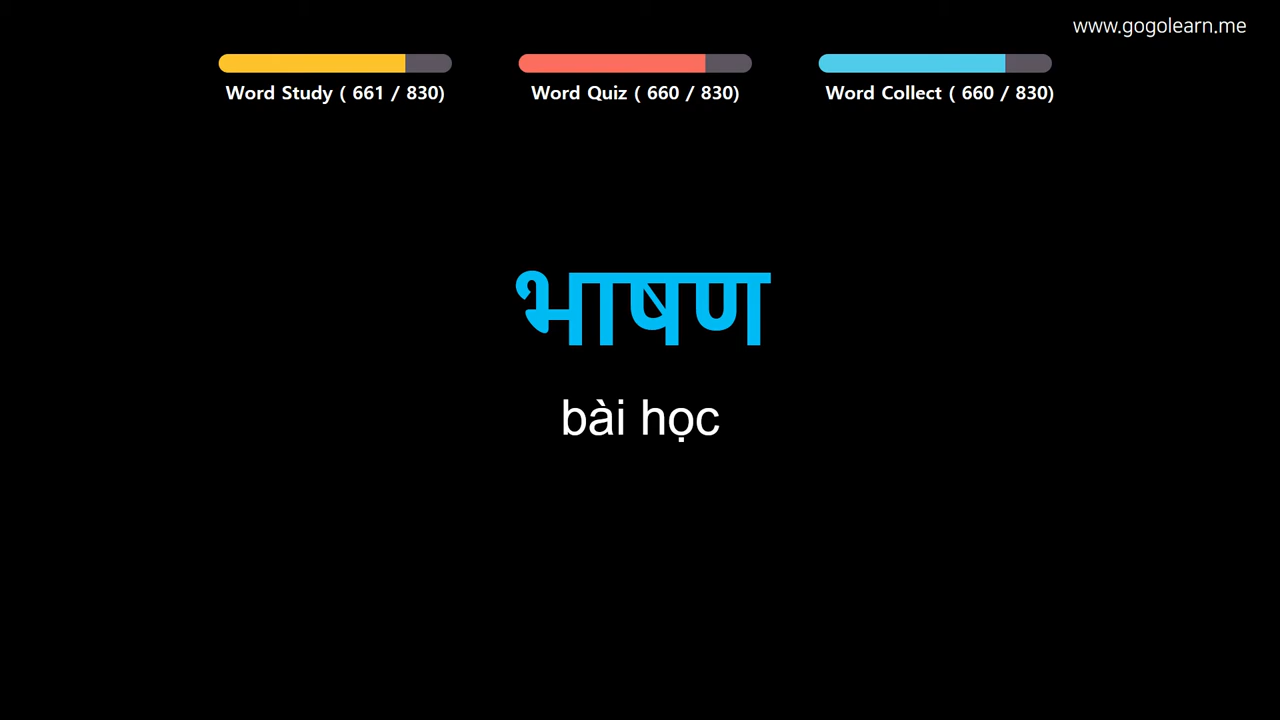 www.gogolearn.me
Word Study ( 661 / 830)
Word Quiz ( 660 / 830)
Word Collect ( 660 / 830)
भाषण
bài học